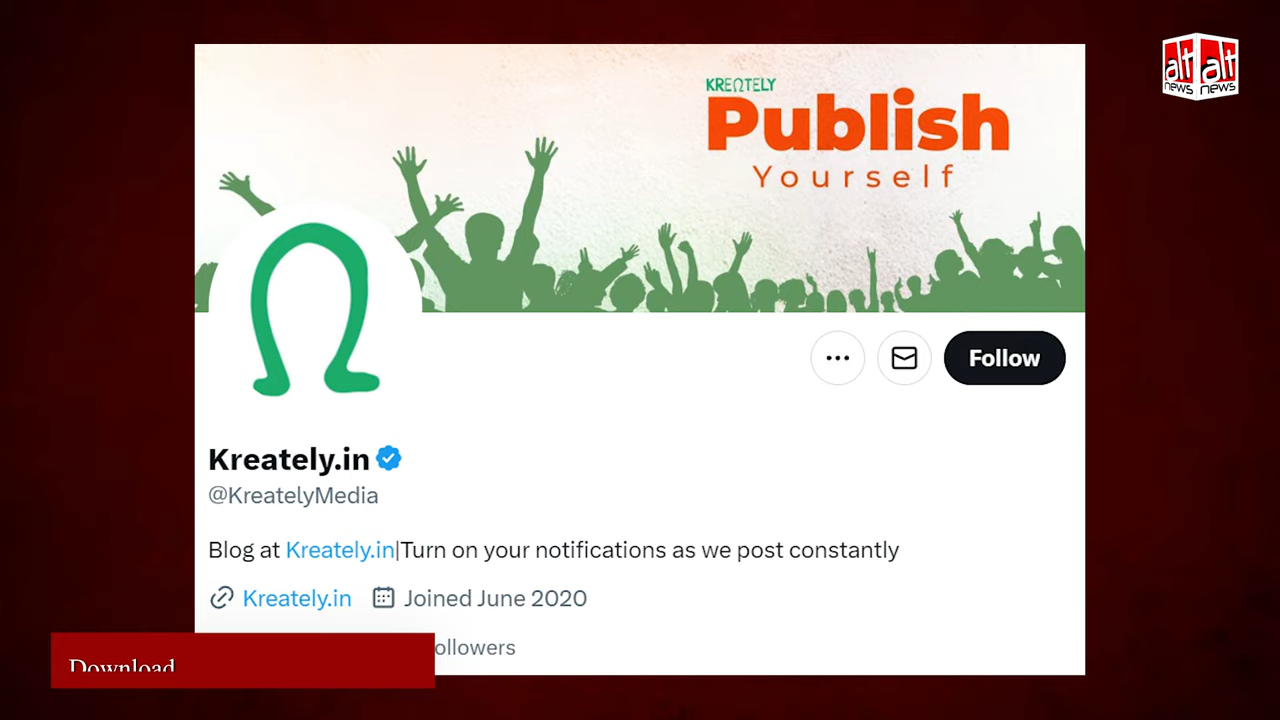 alt alt
news news
KREΩTELY
Publish
Yourself
Follow
Kreately.in
@KreatelyMedia
Blog at Kreately.in|Turn on your notifications as we post constantly
Kreately.in Joined June 2020
Download